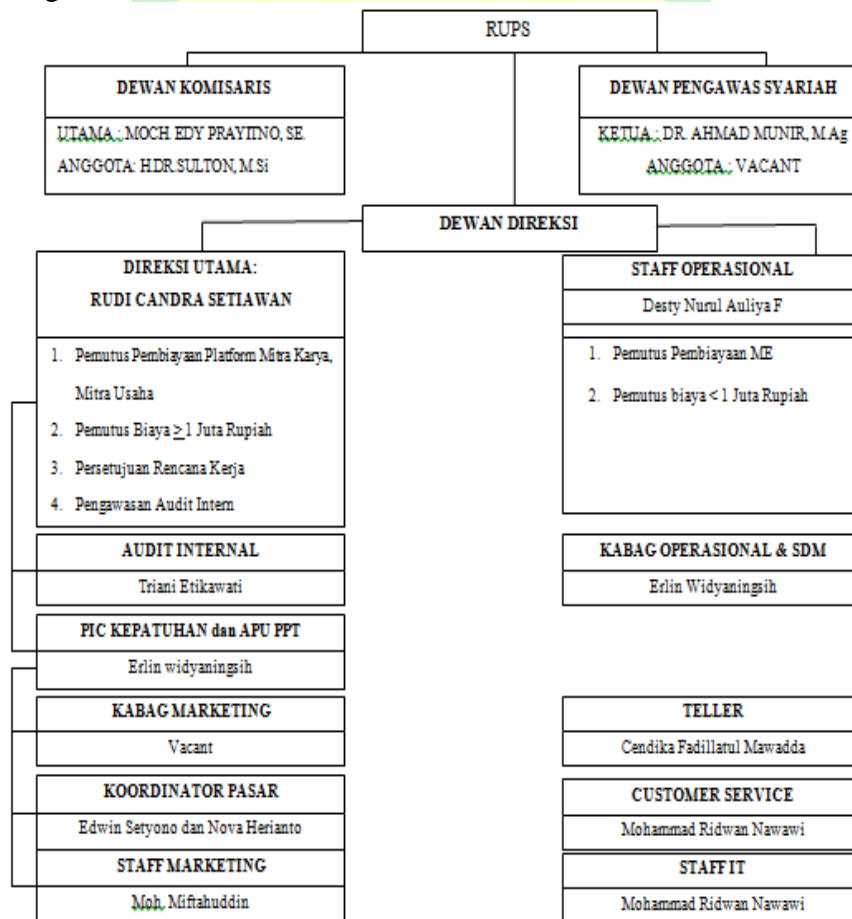 RUPS
DEWAN KOMISARIS
UTAMA : MOCH. EDY PRAYITNO, SE.
ANGGOTA: H.DR.SULTON, M.Si
DEWAN PENGAWAS SYARIAH
KETUA : DR. AHMAD MUNIR, M.Ag
ANGGOTA : VACANT
DEWAN DIREKSI
DIREKSI UTAMA:
RUDI CANDRA SETIAWAN
1. Pemutus Pembiayaan Platform Mitra Karya,
Mitra Usaha
2. Pemutus Biaya ≥ 1 Juta Rupiah
3. Persetujuan Rencana Kerja
4. Pengawasan Audit Intern
STAFF OPERASIONAL
Desty Nurul Auliya F
1. Pemutus Pembiayaan ME
2. Pemutus biaya < 1 Juta Rupiah
AUDIT INTERNAL
Triani Etikawati
KABAG OPERASIONAL & SDM
Erlin Widyaningsih
PIC KEPATUHAN dan APU PPT
Erlin widyaningsih
KABAG MARKETING
Vacant
TELLER
Cendika Fadillatul Mawadda
KOORDINATOR PASAR
Edwin Setyono dan Nova Herianto
CUSTOMER SERVICE
Mohammad Ridwan Nawawi
STAFF MARKETING
Moh. Miftahuddin
STAFF IT
Mohammad Ridwan Nawawi